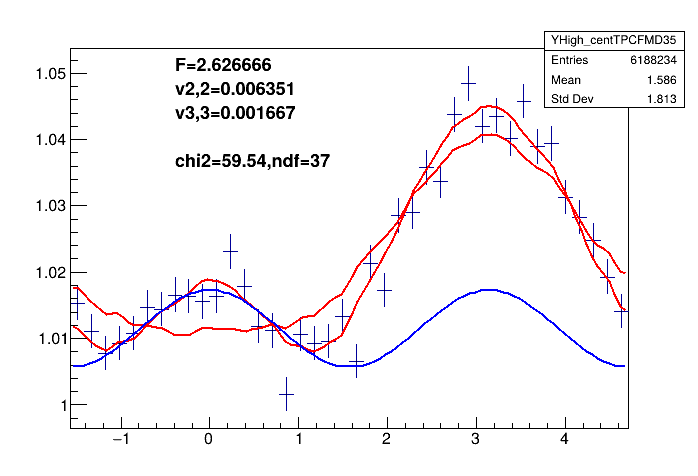 YHigh_centTPCFMD35
Entries 6188234
Mean 1.586
Std Dev 1.813
F=2.626666
v2,2=0.006351
v3,3=0.001667
chi2=59.54,ndf=37
1.05
1.04
1.03
1.02
1.01
1
−1 0 1 2 3 4